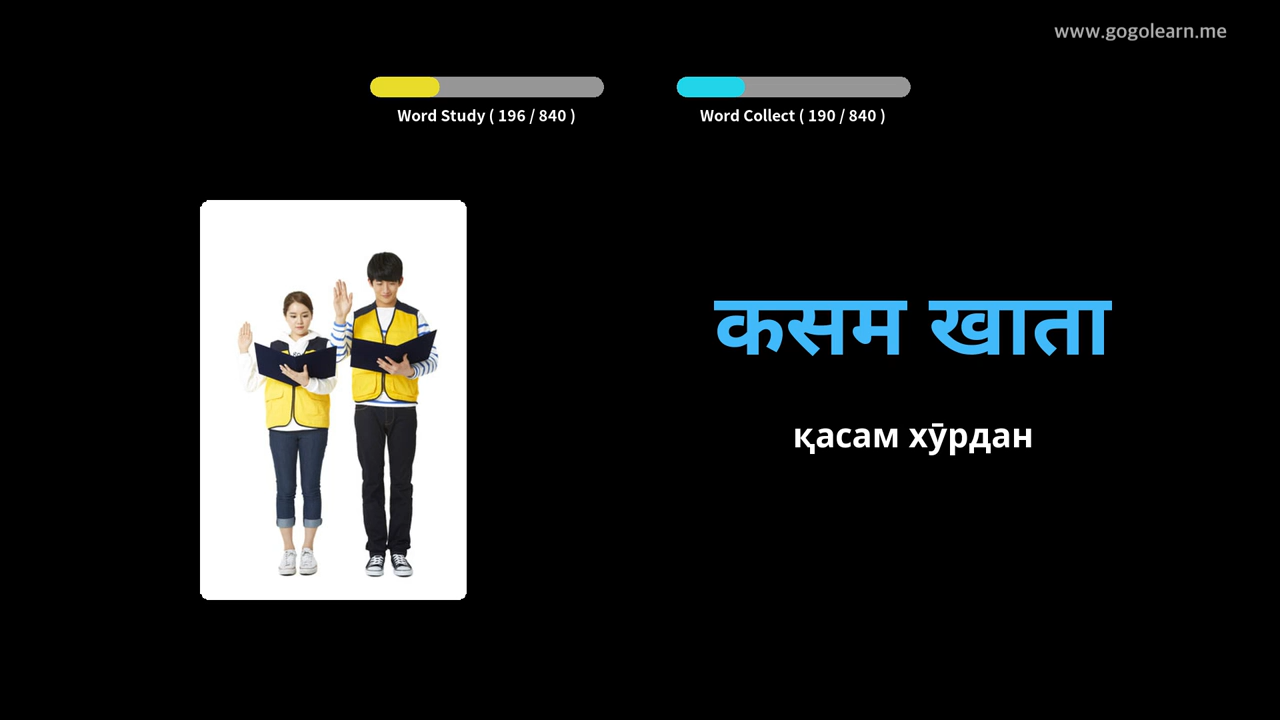 www.gogolearn.me
Word Study ( 196 / 840 )
Word Collect ( 190 / 840 )
कसम खाता
қасам хӯрдан